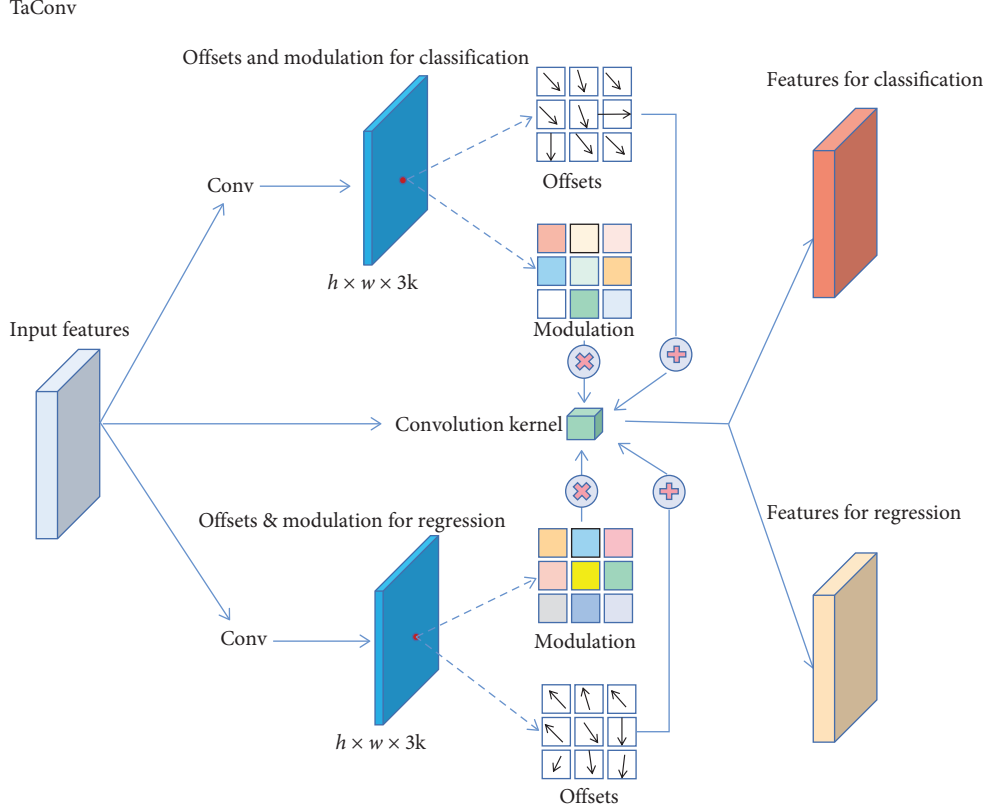 TaConv
Offsets and modulation for classification
Features for classification
Conv
Offsets
h × w × 3k
Input features
Modulation
Convolution kernel
Offsets & modulation for regression
Features for regression
Conv
Modulation
h × w × 3k
Offsets